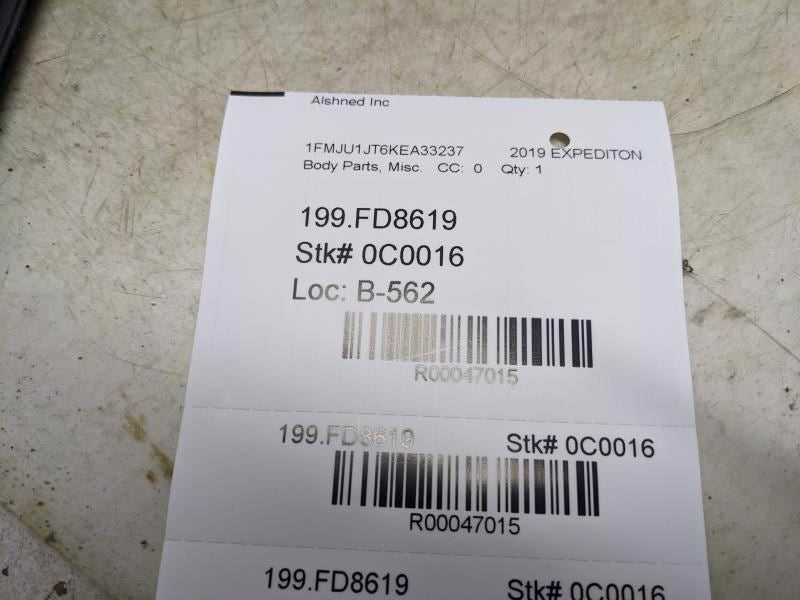 Alshned Inc
1FMJU1JT6KEA33237 2019 EXPEDITON
Body Parts, Misc. CC: 0 Qty: 1
199.FD8619
Stk# 0C0016
Loc: B-562
R00047015
199.FD8619 Stk# 0C0016
R00047015
199.FD8619 Stk# 0C0016